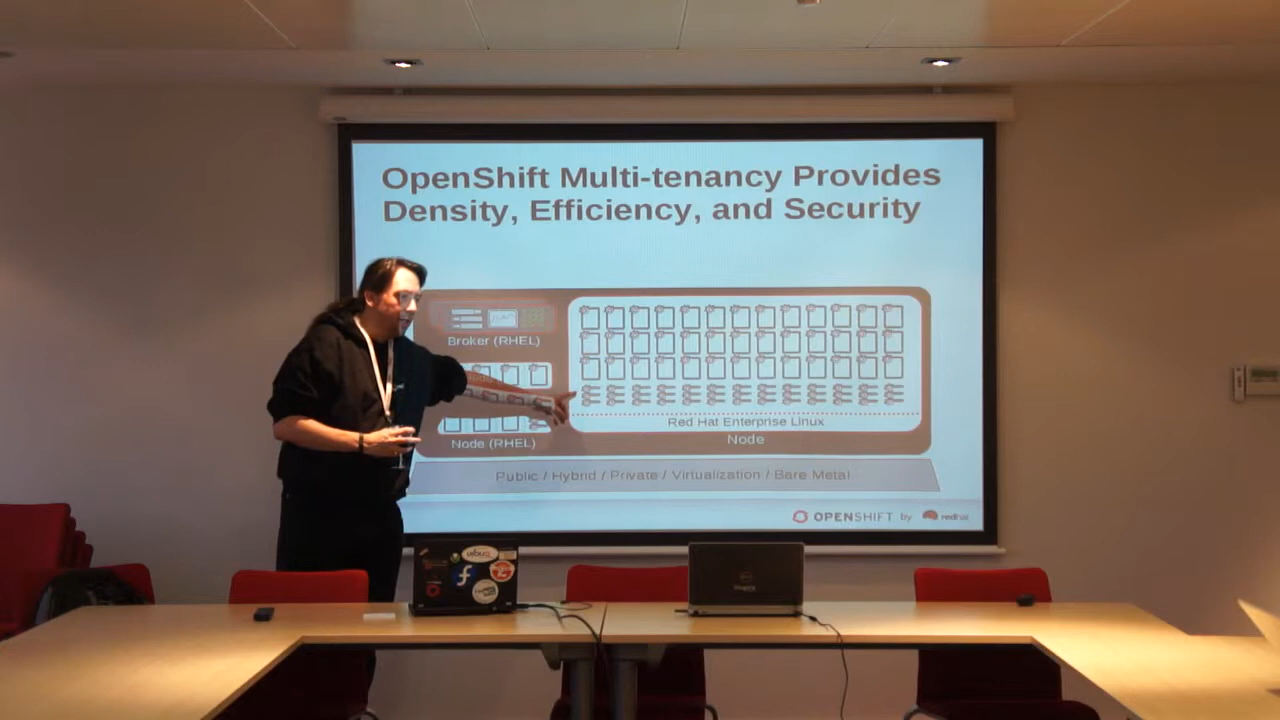 OpenShift Multi-tenancy Provides
Density, Efficiency, and Security
Broker (RHEL)
Node (RHEL)
Red Hat Enterprise Linux
Node
Public / Hybrid / Private / Virtualization / Bare Metal
OPENSHIFT by redhat